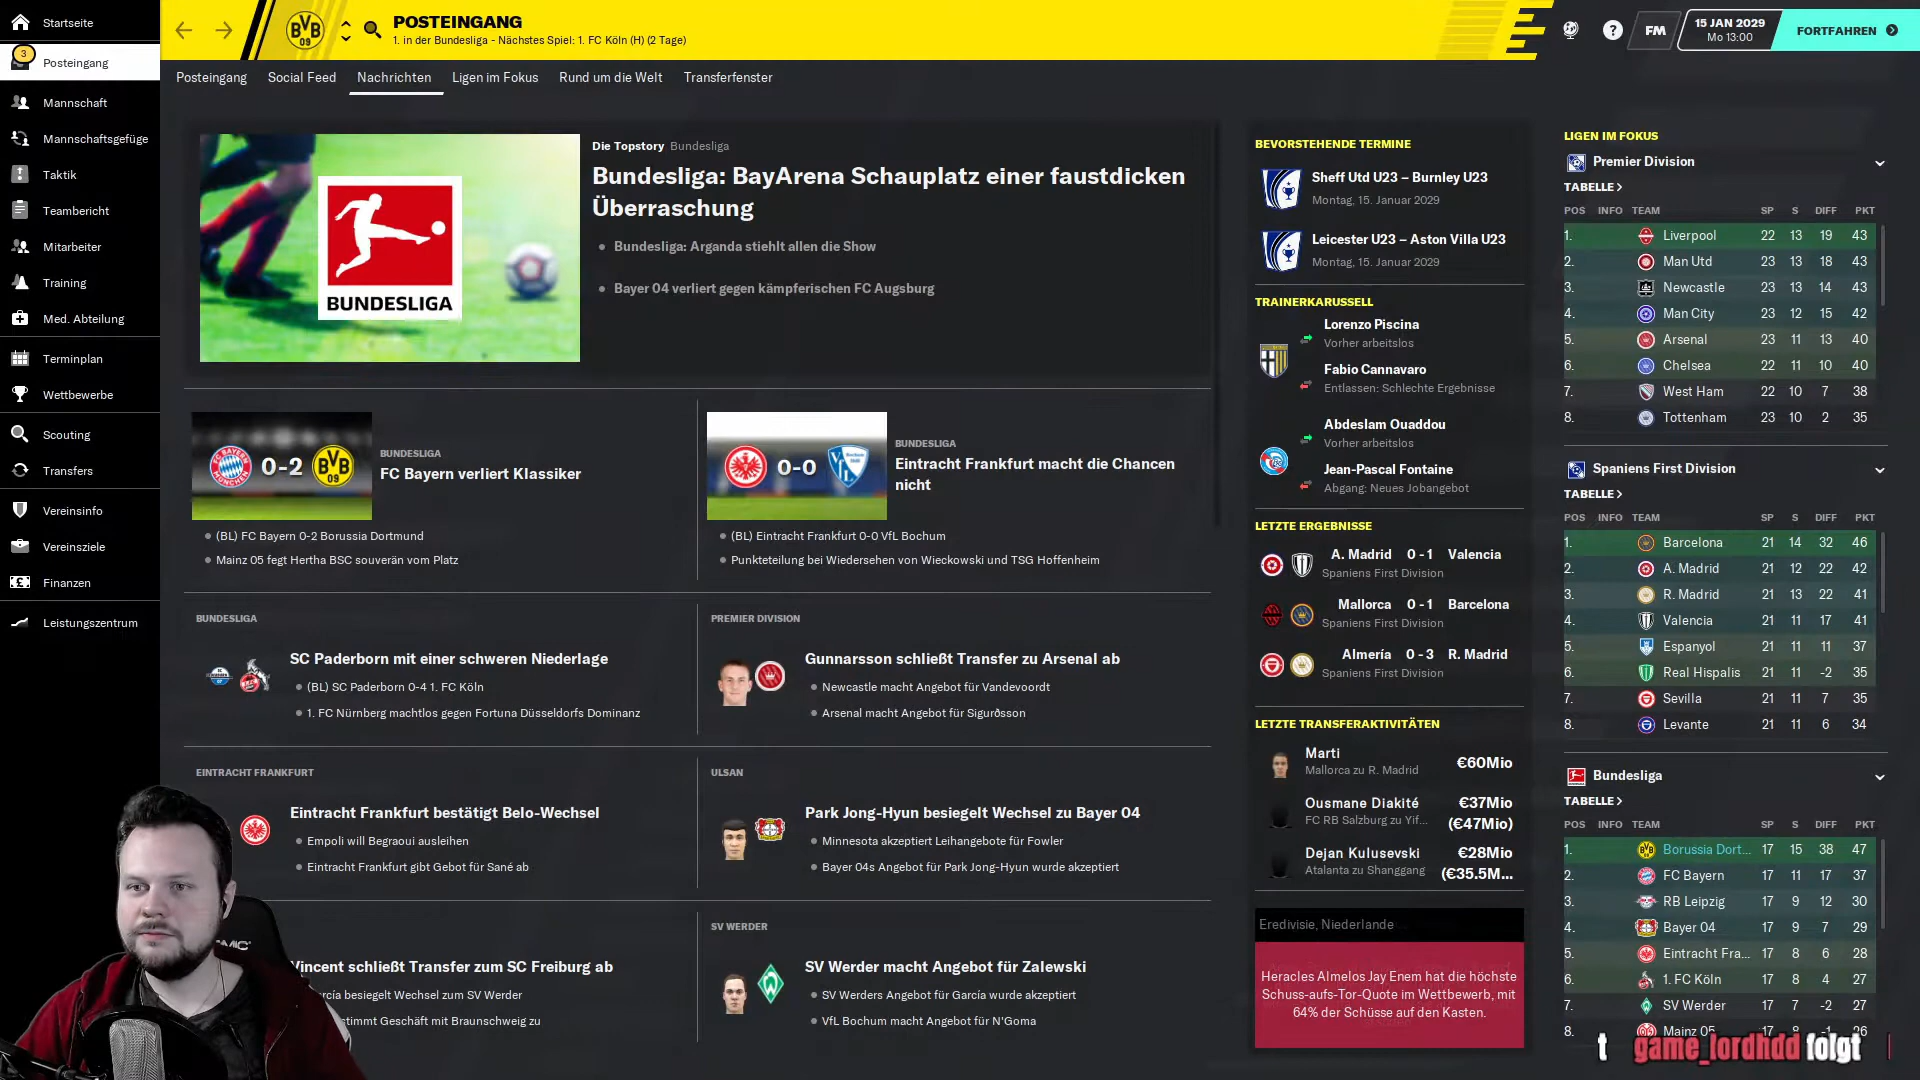 Startseite
3
Posteingang
Mannschaft
Mannschaftsgefüge
Taktik
Teambericht
Mitarbeiter
Training
Med. Abteilung
Terminplan
Wettbewerbe
Scouting
Transfers
Vereinsinfo
Vereinsziele
Finanzen
Leistungszentrum
BVB 09
POSTEINGANG
1. in der Bundesliga - Nächstes Spiel: 1. FC Köln (H) (2 Tage)
?
FM
15 JAN 2029
Mo 13:00
FORTFAHREN
Posteingang Social Feed Nachrichten Ligen im Fokus Rund um die Welt Transferfenster
BUNDESLIGA
Die Topstory Bundesliga
Bundesliga: BayArena Schauplatz einer faustdicken
Überraschung
Bundesliga: Arganda stiehlt allen die Show
Bayer 04 verliert gegen kämpferischen FC Augsburg
0-2
BUNDESLIGA
FC Bayern verliert Klassiker
(BL) FC Bayern 0-2 Borussia Dortmund
Mainz 05 fegt Hertha BSC souverän vom Platz
0-0
BUNDESLIGA
Eintracht Frankfurt macht die Chancen
nicht
(BL) Eintracht Frankfurt 0-0 VfL Bochum
Punkteteilung bei Wiedersehen von Wieckowski und TSG Hoffenheim
BUNDESLIGA
SC Paderborn mit einer schweren Niederlage
(BL) SC Paderborn 0-4 1. FC Köln
1. FC Nürnberg machtlos gegen Fortuna Düsseldorfs Dominanz
PREMIER DIVISION
Gunnarsson schließt Transfer zu Arsenal ab
Newcastle macht Angebot für Vandevoordt
Arsenal macht Angebot für Sigurðsson
EINTRACHT FRANKFURT
Eintracht Frankfurt bestätigt Belo-Wechsel
Empoli will Begraoui ausleihen
Eintracht Frankfurt gibt Gebot für Sané ab
ULSAN
Park Jong-Hyun besiegelt Wechsel zu Bayer 04
Minnesota akzeptiert Leihangebote für Fowler
Bayer 04s Angebot für Park Jong-Hyun wurde akzeptiert
Vincent schließt Transfer zum SC Freiburg ab
besiegelt Wechsel zum SV Werder
stimmt Geschäft mit Braunschweig zu
SV WERDER
SV Werder macht Angebot für Zalewski
SV Werders Angebot für García wurde akzeptiert
VfL Bochum macht Angebot für N'Goma
BEVORSTEHENDE TERMINE
Sheff Utd U23 – Burnley U23
Montag, 15. Januar 2029
Leicester U23 – Aston Villa U23
Montag, 15. Januar 2029
TRAINERKARUSSELL
Lorenzo Piscina
Vorher arbeitslos
Fabio Cannavaro
Entlassen: Schlechte Ergebnisse
Abdeslam Ouaddou
Vorher arbeitslos
Jean-Pascal Fontaine
Abgang: Neues Jobangebot
LETZTE ERGEBNISSE
A. Madrid 0 - 1 Valencia
Spaniens First Division
Mallorca 0 - 1 Barcelona
Spaniens First Division
Almería 0 - 3 R. Madrid
Spaniens First Division
LETZTE TRANSFERAKTIVITÄTEN
Marti €60Mio
Mallorca zu R. Madrid
Ousmane Diakité €37Mio
FC RB Salzburg zu Yif... (€47Mio)
Dejan Kulusevski €28Mio
Atalanta zu Shanggang (€35.5M...
Eredivisie, Niederlande
Heracles Almelos Jay Enem hat die höchste
Schuss-aufs-Tor-Quote im Wettbewerb, mit
64% der Schüsse auf den Kasten.
LIGEN IM FOKUS
Premier Division
TABELLE >
POS INFO TEAM SP S DIFF PKT
1. Liverpool 22 13 19 43
2. Man Utd 23 13 18 43
3. Newcastle 23 13 14 43
4. Man City 23 12 15 42
5. Arsenal 23 11 13 40
6. Chelsea 22 11 10 40
7. West Ham 22 10 7 38
8. Tottenham 23 10 2 35
Spaniens First Division
TABELLE >
POS INFO TEAM SP S DIFF PKT
1. Barcelona 21 14 32 46
2. A. Madrid 21 12 22 42
3. R. Madrid 21 13 22 41
4. Valencia 21 11 17 41
5. Espanyol 21 11 11 37
6. Real Hispalis 21 11 -2 35
7. Sevilla 21 11 7 35
8. Levante 21 11 6 34
Bundesliga
TABELLE >
POS INFO TEAM SP S DIFF PKT
1. Borussia Dort... 17 15 38 47
2. FC Bayern 17 11 17 37
3. RB Leipzig 17 9 12 30
4. Bayer 04 17 9 7 29
5. Eintracht Fra... 17 8 6 28
6. 1. FC Köln 17 8 4 27
7. SV Werder 17 7 -2 27
8. Mainz 05 17 8 -1 26
t game_lordhdd folgt